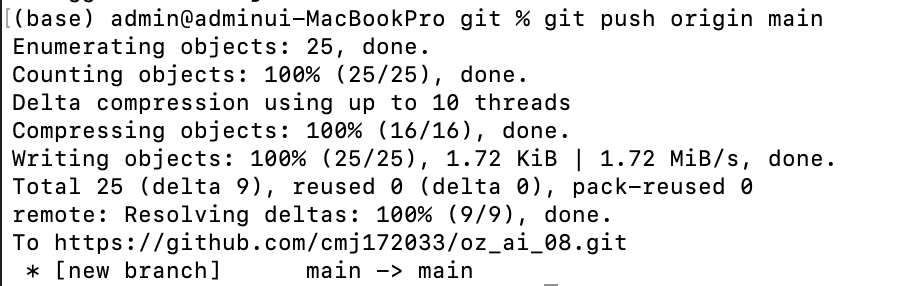 [(base) admin@adminui-MacBookPro git % git push origin main
Enumerating objects: 25, done.
Counting objects: 100% (25/25), done.
Delta compression using up to 10 threads
Compressing objects: 100% (16/16), done.
Writing objects: 100% (25/25), 1.72 KiB | 1.72 MiB/s, done.
Total 25 (delta 9), reused 0 (delta 0), pack-reused 0
remote: Resolving deltas: 100% (9/9), done.
To https://github.com/cmj172033/oz_ai_08.git
 * [new branch]      main -> main